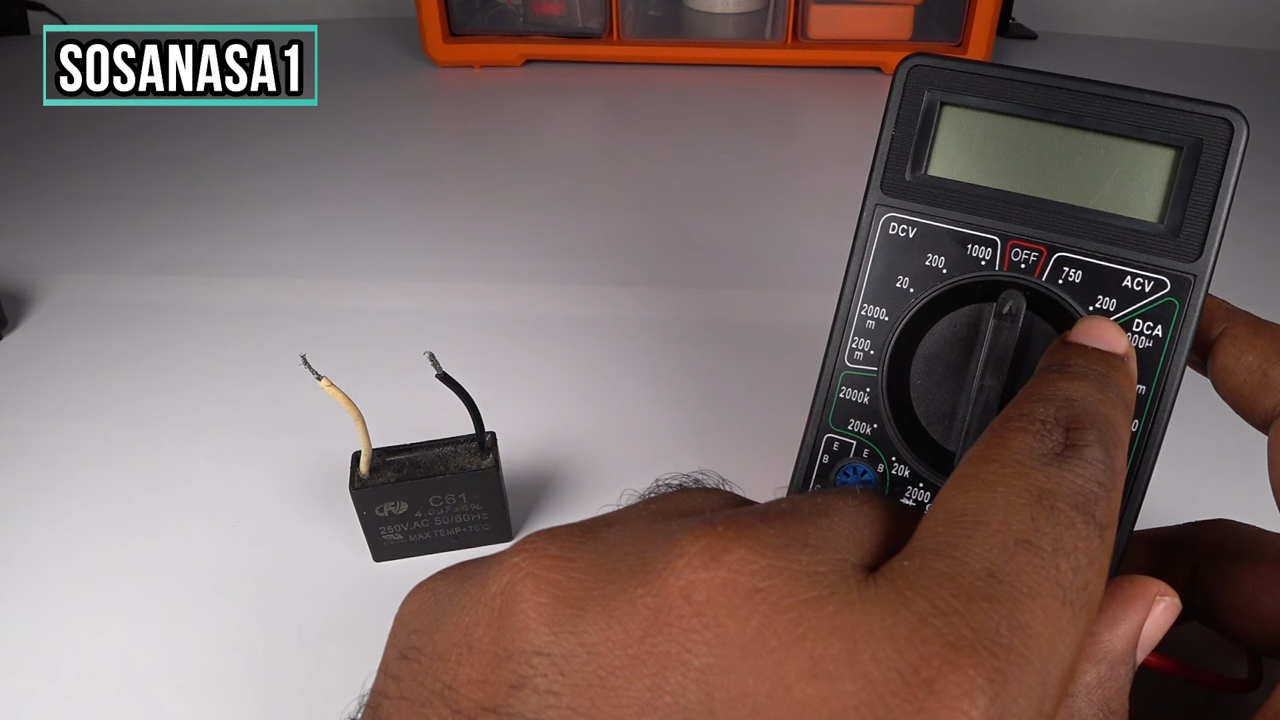 SOSANASA1
DCV
1000
OFF
750
ACV
200
200
20
DCA
2000
m
200
m
2000k
200k
20k
2000
E
B
E
B
C61
250V.AC 50/60Hz
MAX TEMP+70°C